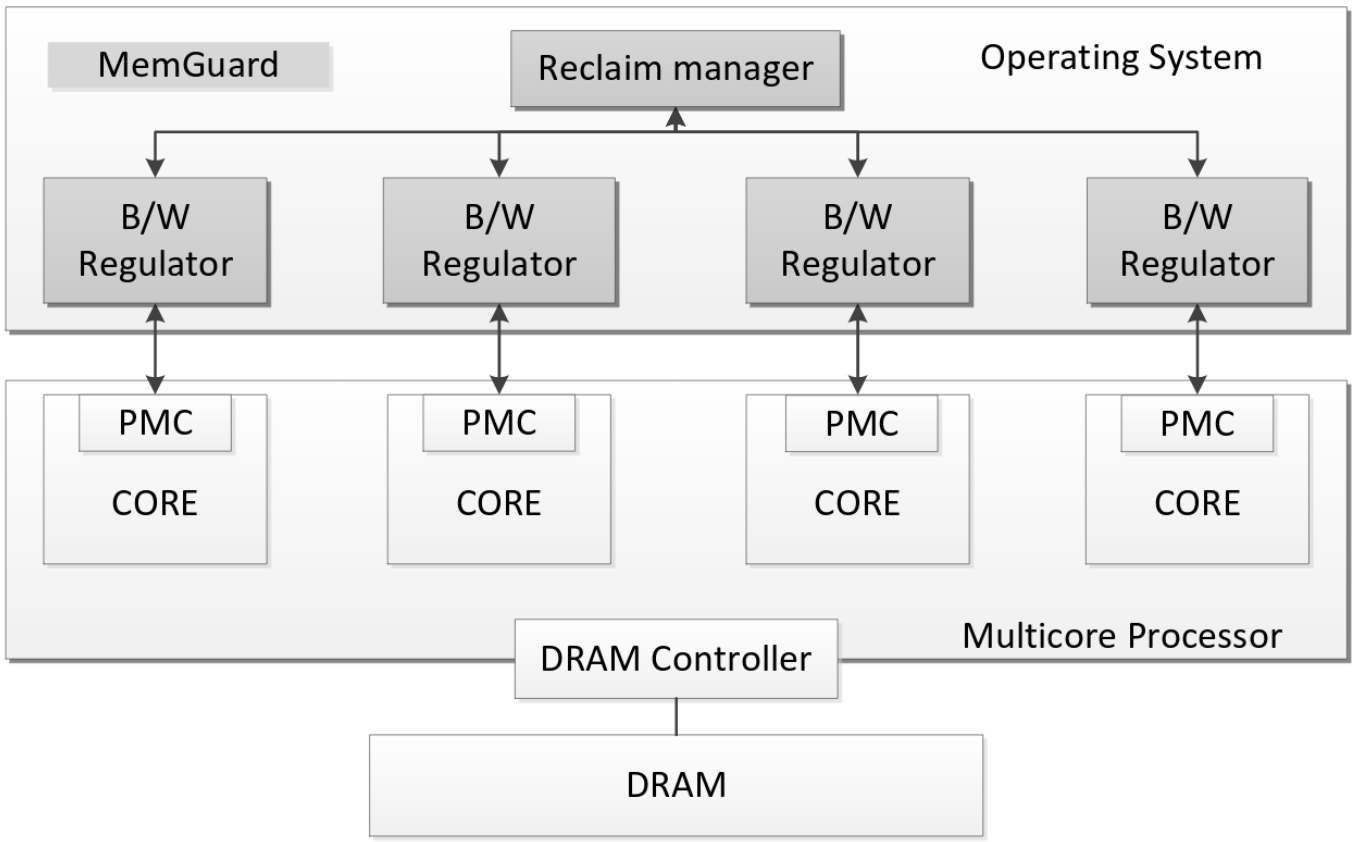 MemGuard
Reclaim manager
Operating System
B/W
Regulator
B/W
Regulator
B/W
Regulator
B/W
Regulator
PMC
CORE
PMC
CORE
PMC
CORE
PMC
CORE
Multicore Processor
DRAM Controller
DRAM